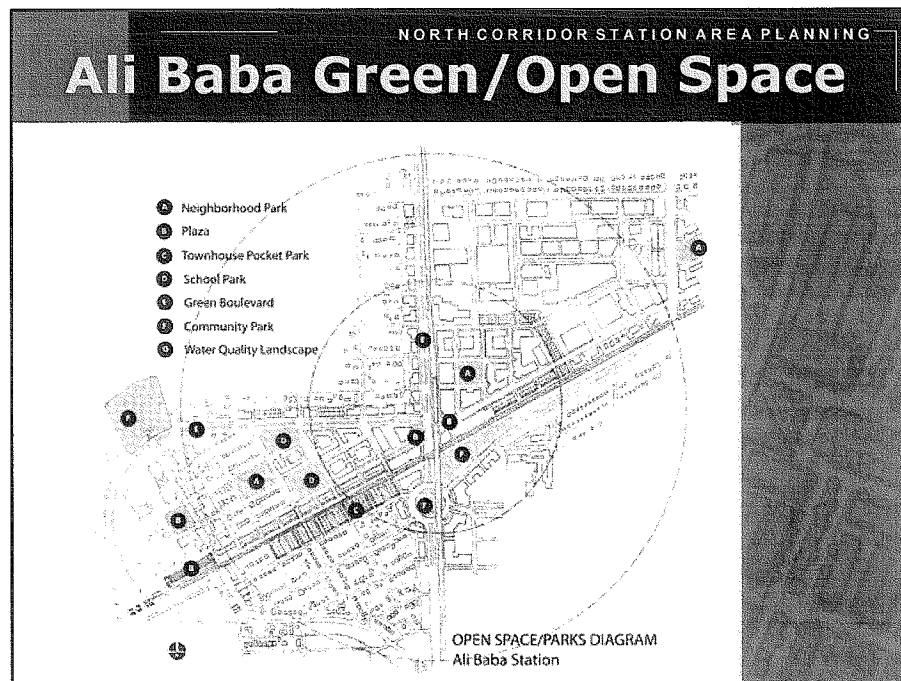 NORTH CORRIDOR STATION AREA PLANNING
Ali Baba Green/Open Space
A Neighborhood Park
B Plaza
C Townhouse Pocket Park
D School Park
E Green Boulevard
F Community Park
G Water Quality Landscape
A
A
B
F
E
D
A
D
B
B
C
OPEN SPACE/PARKS DIAGRAM
Ali Baba Station